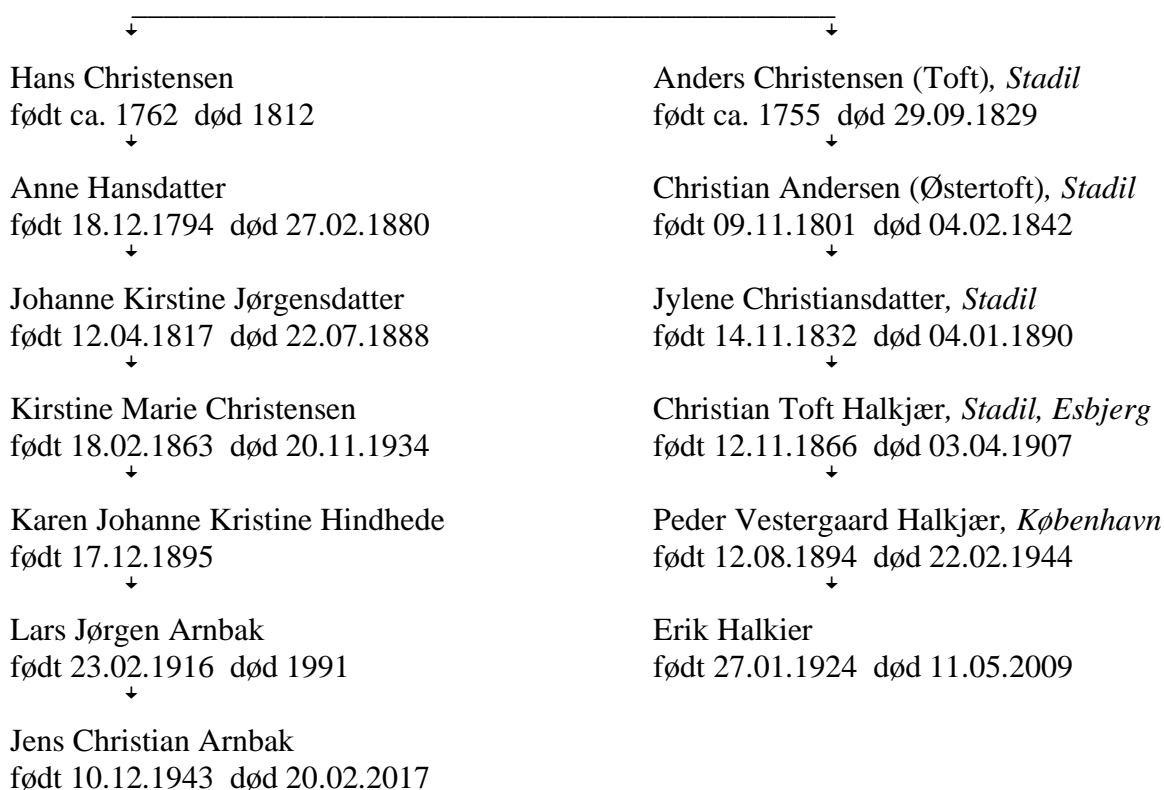 Hans Christensen
født ca. 1762  død 1812
Anne Hansdatter
født 18.12.1794  død 27.02.1880
Johanne Kirstine Jørgensdatter
født 12.04.1817  død 22.07.1888
Kirstine Marie Christensen
født 18.02.1863  død 20.11.1934
Karen Johanne Kristine Hindhede
født 17.12.1895
Lars Jørgen Arnbak
født 23.02.1916  død 1991
Jens Christian Arnbak
født 10.12.1943  død 20.02.2017
Anders Christensen (Toft), Stadil
født ca. 1755  død 29.09.1829
Christian Andersen (Østertoft), Stadil
født 09.11.1801  død 04.02.1842
Jylene Christiansdatter, Stadil
født 14.11.1832  død 04.01.1890
Christian Toft Halkjær, Stadil, Esbjerg
født 12.11.1866  død 03.04.1907
Peder Vestergaard Halkjær, København
født 12.08.1894  død 22.02.1944
Erik Halkier
født 27.01.1924  død 11.05.2009